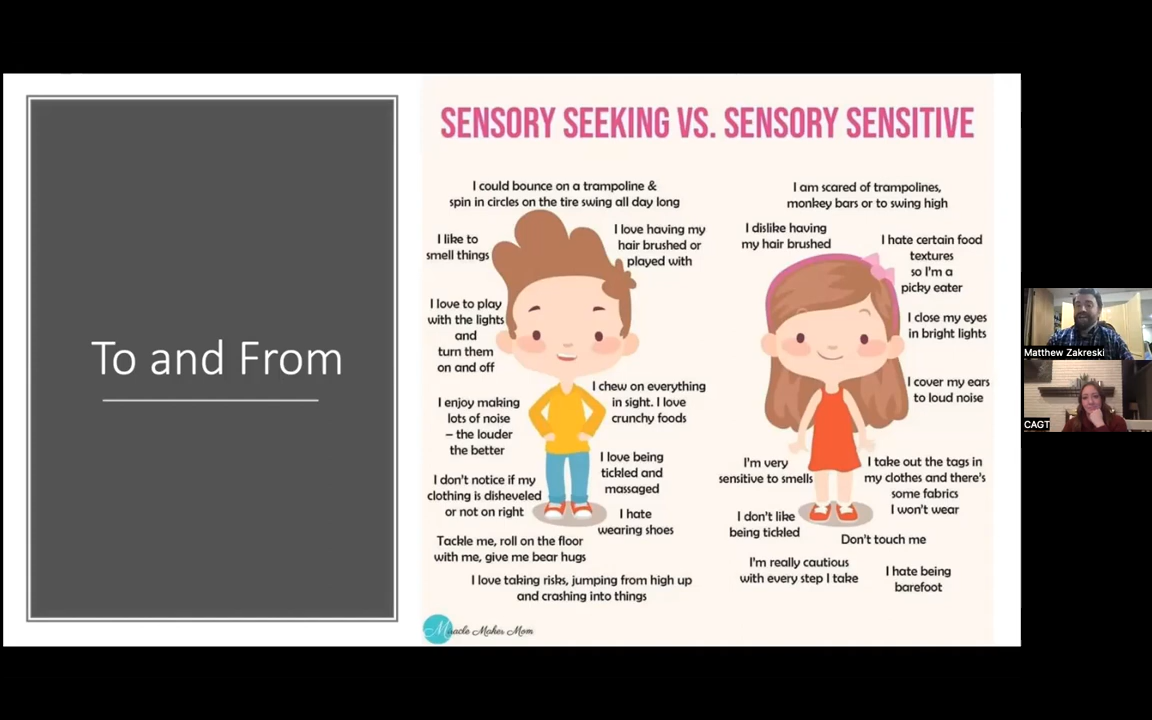 To and From
SENSORY SEEKING VS. SENSORY SENSITIVE
I could bounce on a trampoline &
spin in circles on the tire swing all day long
I like to
smell things
I love having my
hair brushed or
played with
I love to play
with the lights
and
turn them
on and off
I chew on everything
in sight. I love
crunchy foods
I enjoy making
lots of noise
– the louder
the better
I love being
tickled and
massaged
I don't notice if my
clothing is disheveled
or not on right
I hate
wearing shoes
Tackle me, roll on the floor
with me, give me bear hugs
I love taking risks, jumping from high up
and crashing into things
I am scared of trampolines,
monkey bars or to swing high
I dislike having
my hair brushed
I hate certain food
textures
so I'm a
picky eater
I close my eyes
in bright lights
I cover my ears
to loud noise
I'm very
sensitive to smells
I take out the tags in
my clothes and there's
some fabrics
I won't wear
I don't like
being tickled
Don't touch me
I'm really cautious
with every step I take
I hate being
barefoot
Miracle Maker Mom
Matthew Zakreski
CAGT